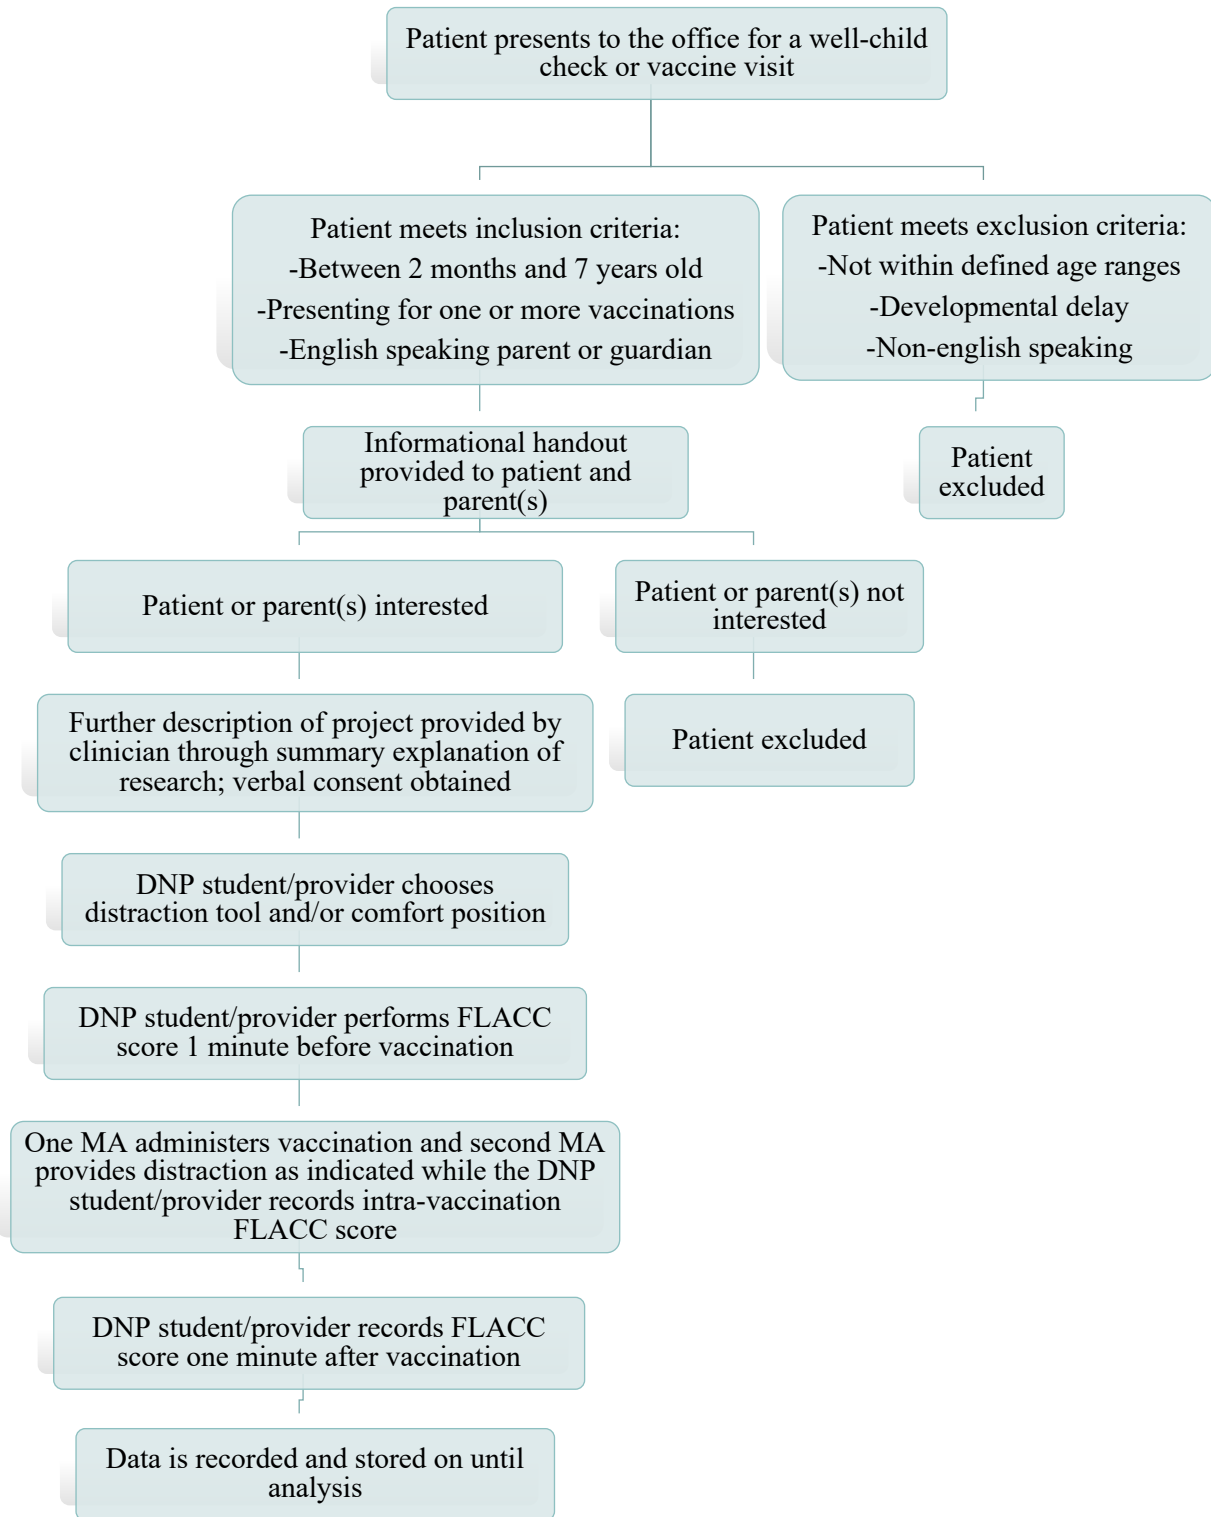 Patient presents to the office for a well-child
check or vaccine visit
Patient meets inclusion criteria:
-Between 2 months and 7 years old
-Presenting for one or more vaccinations
-English speaking parent or guardian
Patient meets exclusion criteria:
-Not within defined age ranges
-Developmental delay
-Non-english speaking
Informational handout
provided to patient and
parent(s)
Patient
excluded
Patient or parent(s) interested
Patient or parent(s) not
interested
Further description of project provided by
clinician through summary explanation of
research; verbal consent obtained
Patient excluded
DNP student/provider chooses
distraction tool and/or comfort position
DNP student/provider performs FLACC
score 1 minute before vaccination
One MA administers vaccination and second MA
provides distraction as indicated while the DNP
student/provider records intra-vaccination
FLACC score
DNP student/provider records FLACC
score one minute after vaccination
Data is recorded and stored on until
analysis